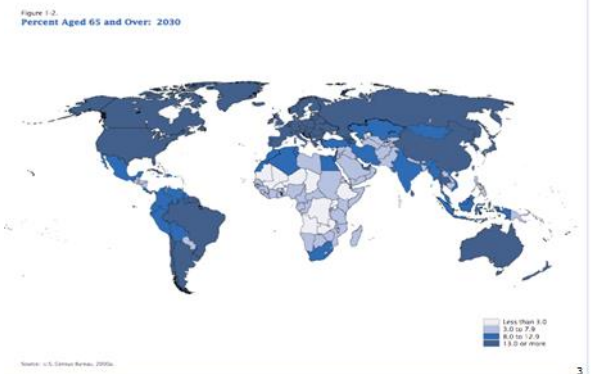 Figure 1-2.
Percent Aged 65 and Over: 2030
Less than 3.0
3.0 to 7.9
8.0 to 12.9
13.0 or more
Source: U.S. Census Bureau, 2000a.
3